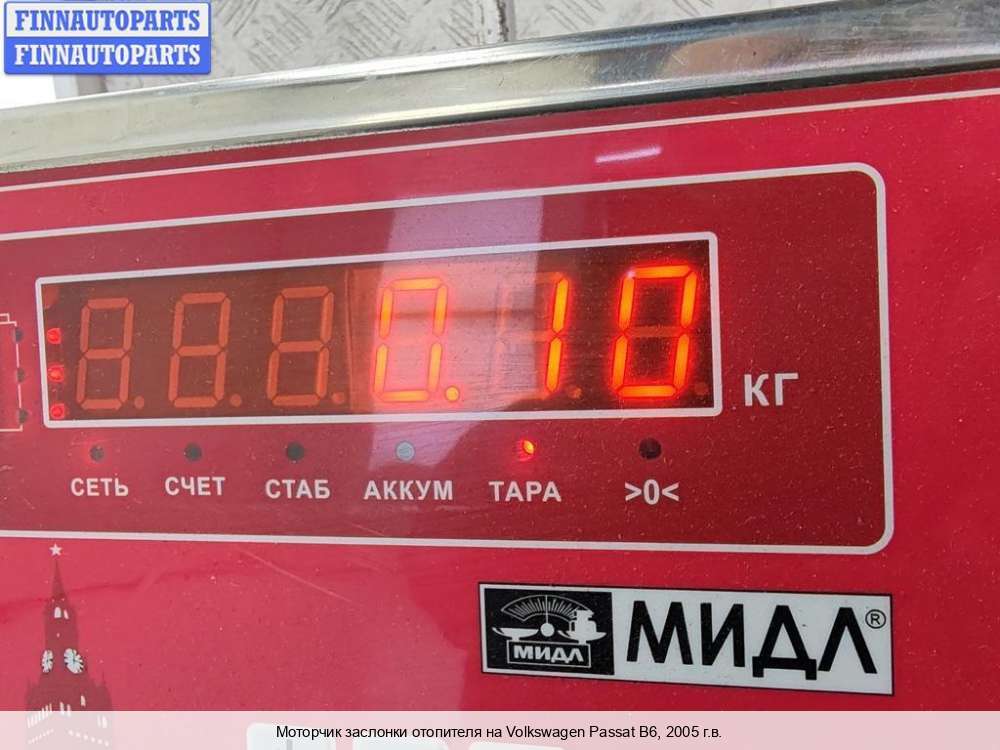 FINNAUTOPARTS
FINNAUTOPARTS
0.10
КГ
СЕТЬ СЧЕТ СТАБ АККУМ ТАРА >0<
МИДЛ МИДЛ®
Моторчик заслонки отопителя на Volkswagen Passat B6, 2005 г.в.